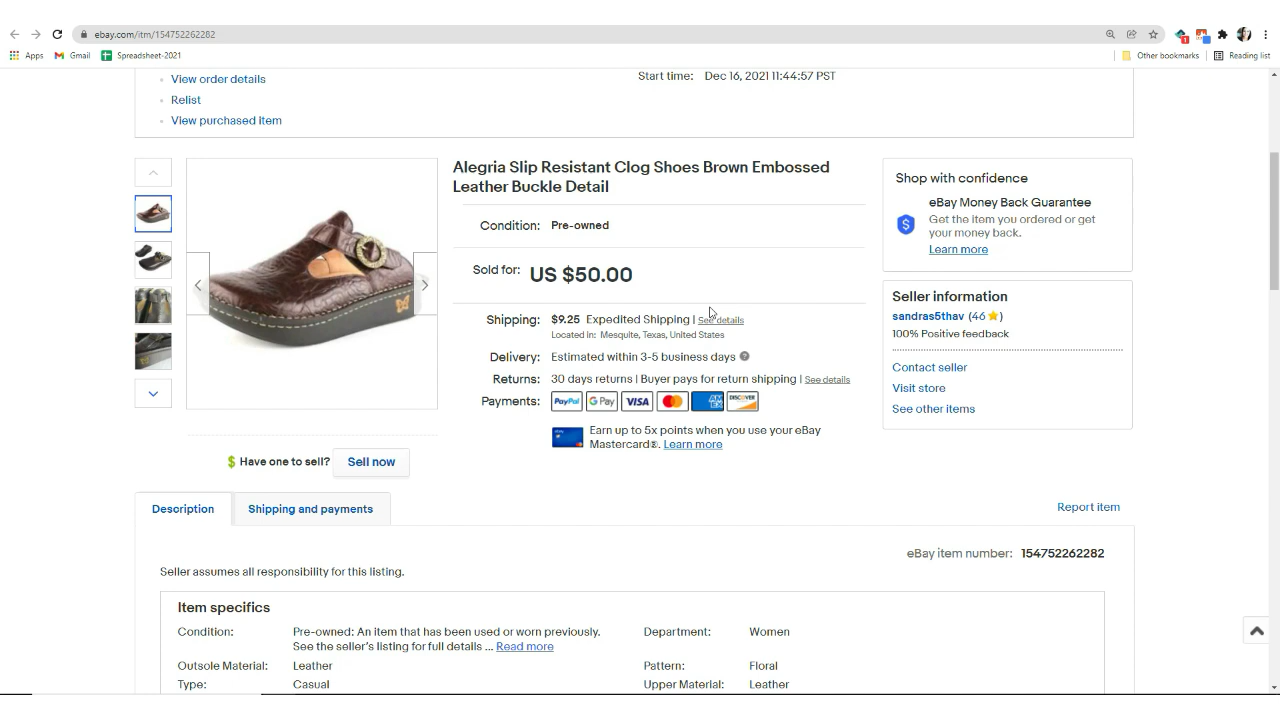 ebay.com/itm/154752262282
Apps Gmail Spreadsheet-2021 Other bookmarks Reading list
View order details
Start time: Dec 16, 2021 11:44:57 PST
Relist
View purchased item
Alegria Slip Resistant Clog Shoes Brown Embossed
Leather Buckle Detail
Condition: Pre-owned
Sold for: US $50.00
Shipping: $9.25 Expedited Shipping | See details
Located in: Mesquite, Texas, United States
Delivery: Estimated within 3-5 business days
Returns: 30 days returns | Buyer pays for return shipping | See details
Payments: PayPal G Pay VISA AM EX DISCOVER
Earn up to 5x points when you use your eBay
Mastercard®. Learn more
Shop with confidence
eBay Money Back Guarantee
Get the item you ordered or get
your money back.
Learn more
Seller information
sandras5thav (46)
100% Positive feedback
Contact seller
Visit store
See other items
Have one to sell? Sell now
Description Shipping and payments Report item
eBay item number: 154752262282
Seller assumes all responsibility for this listing.
Item specifics
Condition: Pre-owned: An item that has been used or worn previously. Department: Women
See the seller's listing for full details ... Read more
Outsole Material: Leather Pattern: Floral
Type: Casual Upper Material: Leather